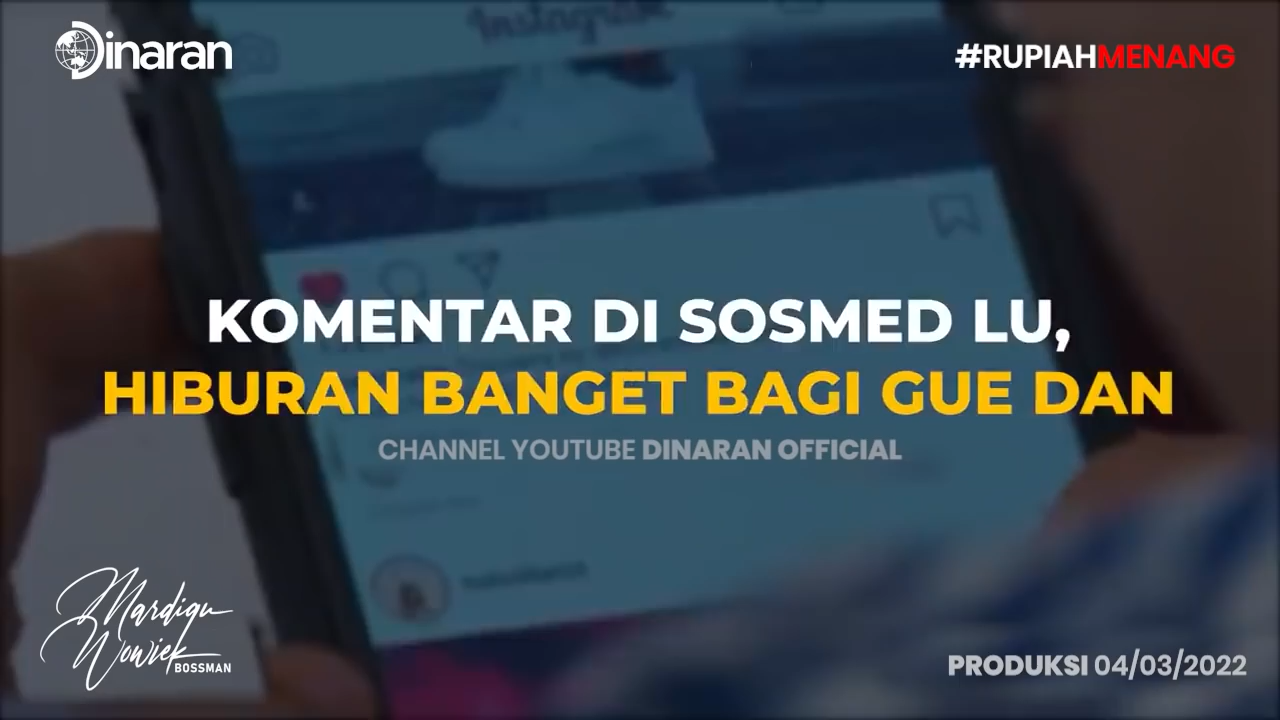 Dinaran
#RUPIAHMENANG
Instagram
KOMENTAR DI SOSMED LU,
HIBURAN BANGET BAGI GUE DAN
CHANNEL YOUTUBE DINARAN OFFICIAL
Mardigu
Wowiek
BOSSMAN
PRODUKSI 04/03/2022